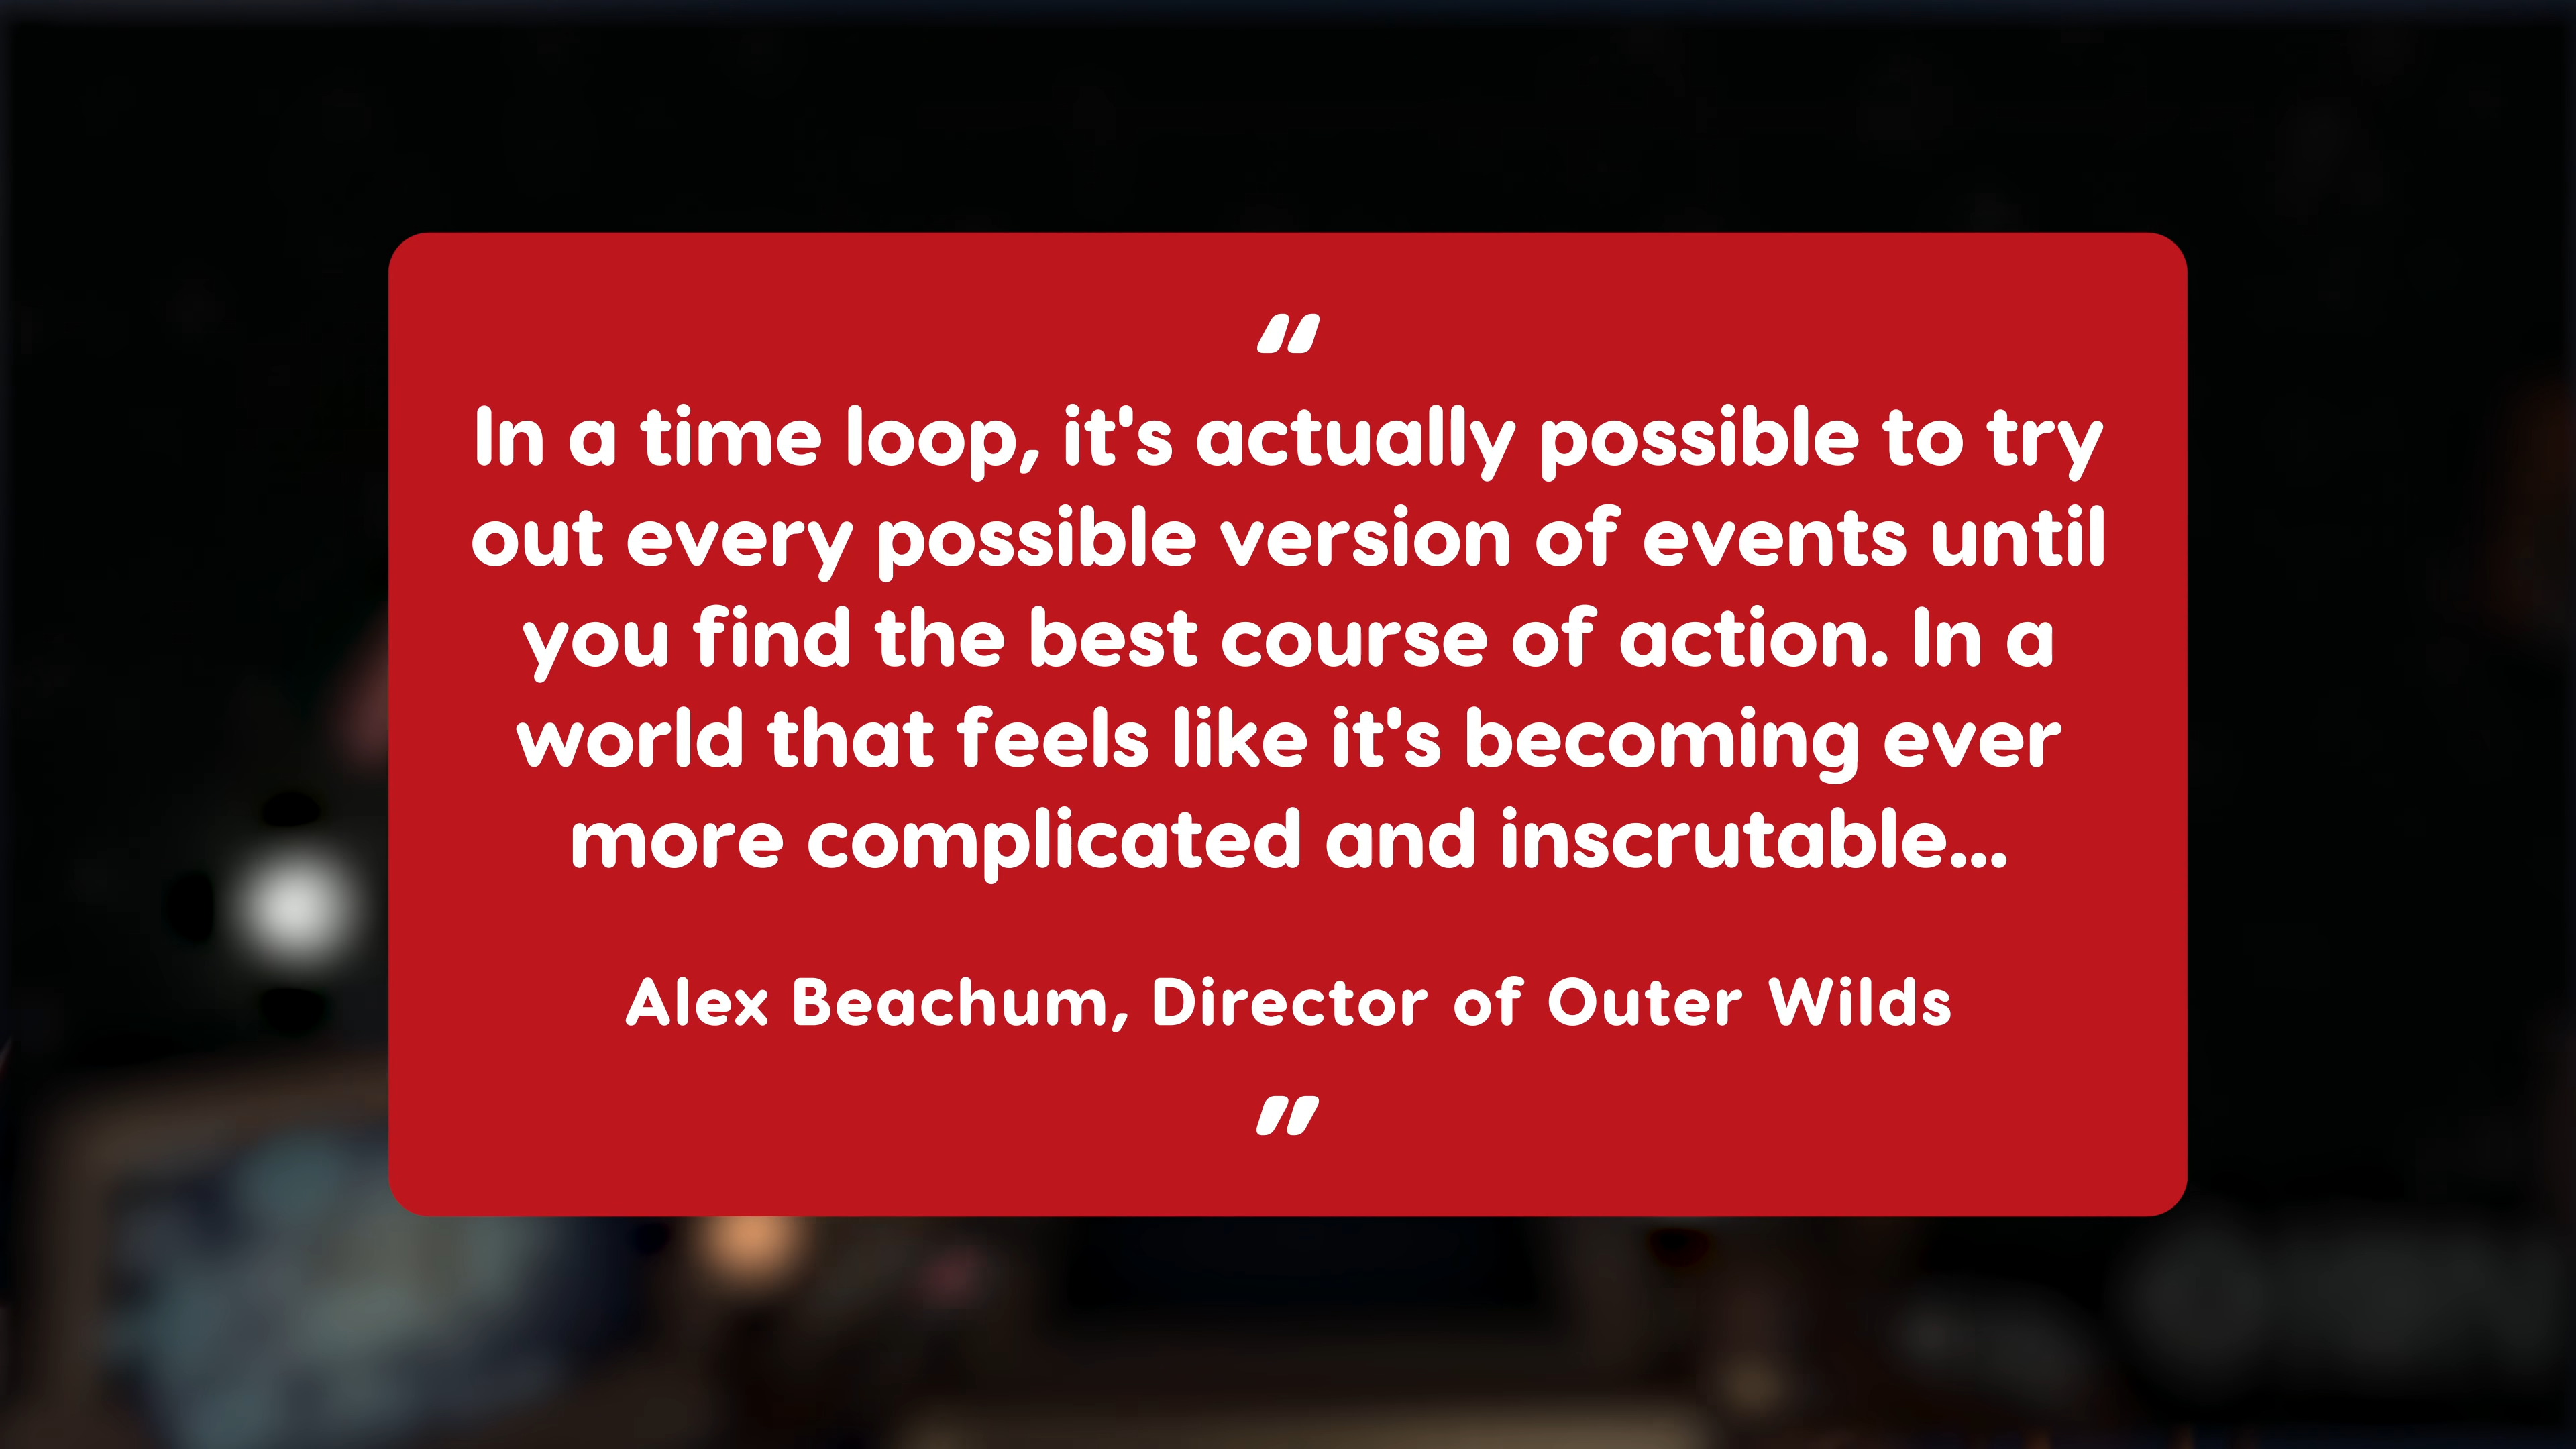 “
In a time loop, it's actually possible to try
out every possible version of events until
you find the best course of action. In a
world that feels like it's becoming ever
more complicated and inscrutable...
Alex Beachum, Director of Outer Wilds
”